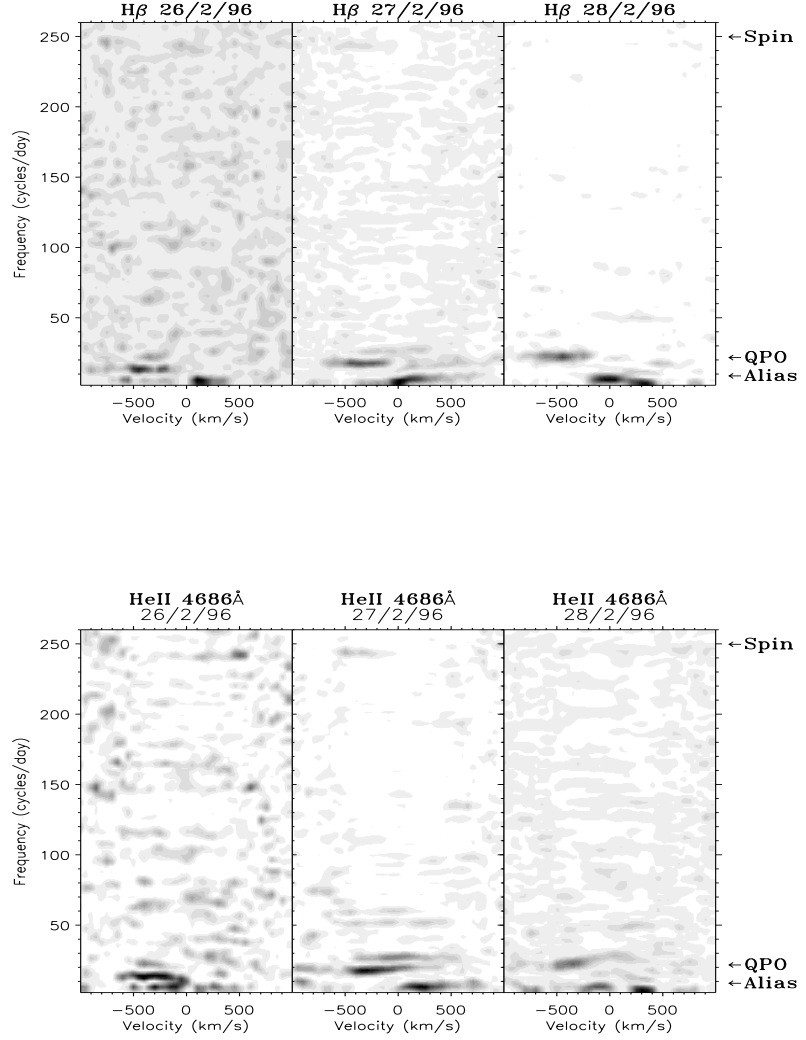 Hβ 26/2/96 Hβ 27/2/96 Hβ 28/2/96
250 ←Spin
200
150
100
50
←QPO
←Alias
Frequency (cycles/day)
−500 0 500 −500 0 500 −500 0 500
Velocity (km/s) Velocity (km/s) Velocity (km/s)
HeII 4686Å HeII 4686Å HeII 4686Å
26/2/96 27/2/96 28/2/96
250 ←Spin
200
150
100
50
←QPO
←Alias
Frequency (cycles/day)
−500 0 500 −500 0 500 −500 0 500
Velocity (km/s) Velocity (km/s) Velocity (km/s)